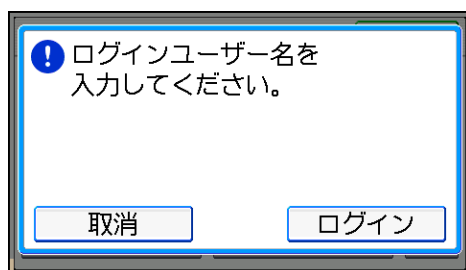 ログインユーザー名を
入力してください。
取消
ログイン